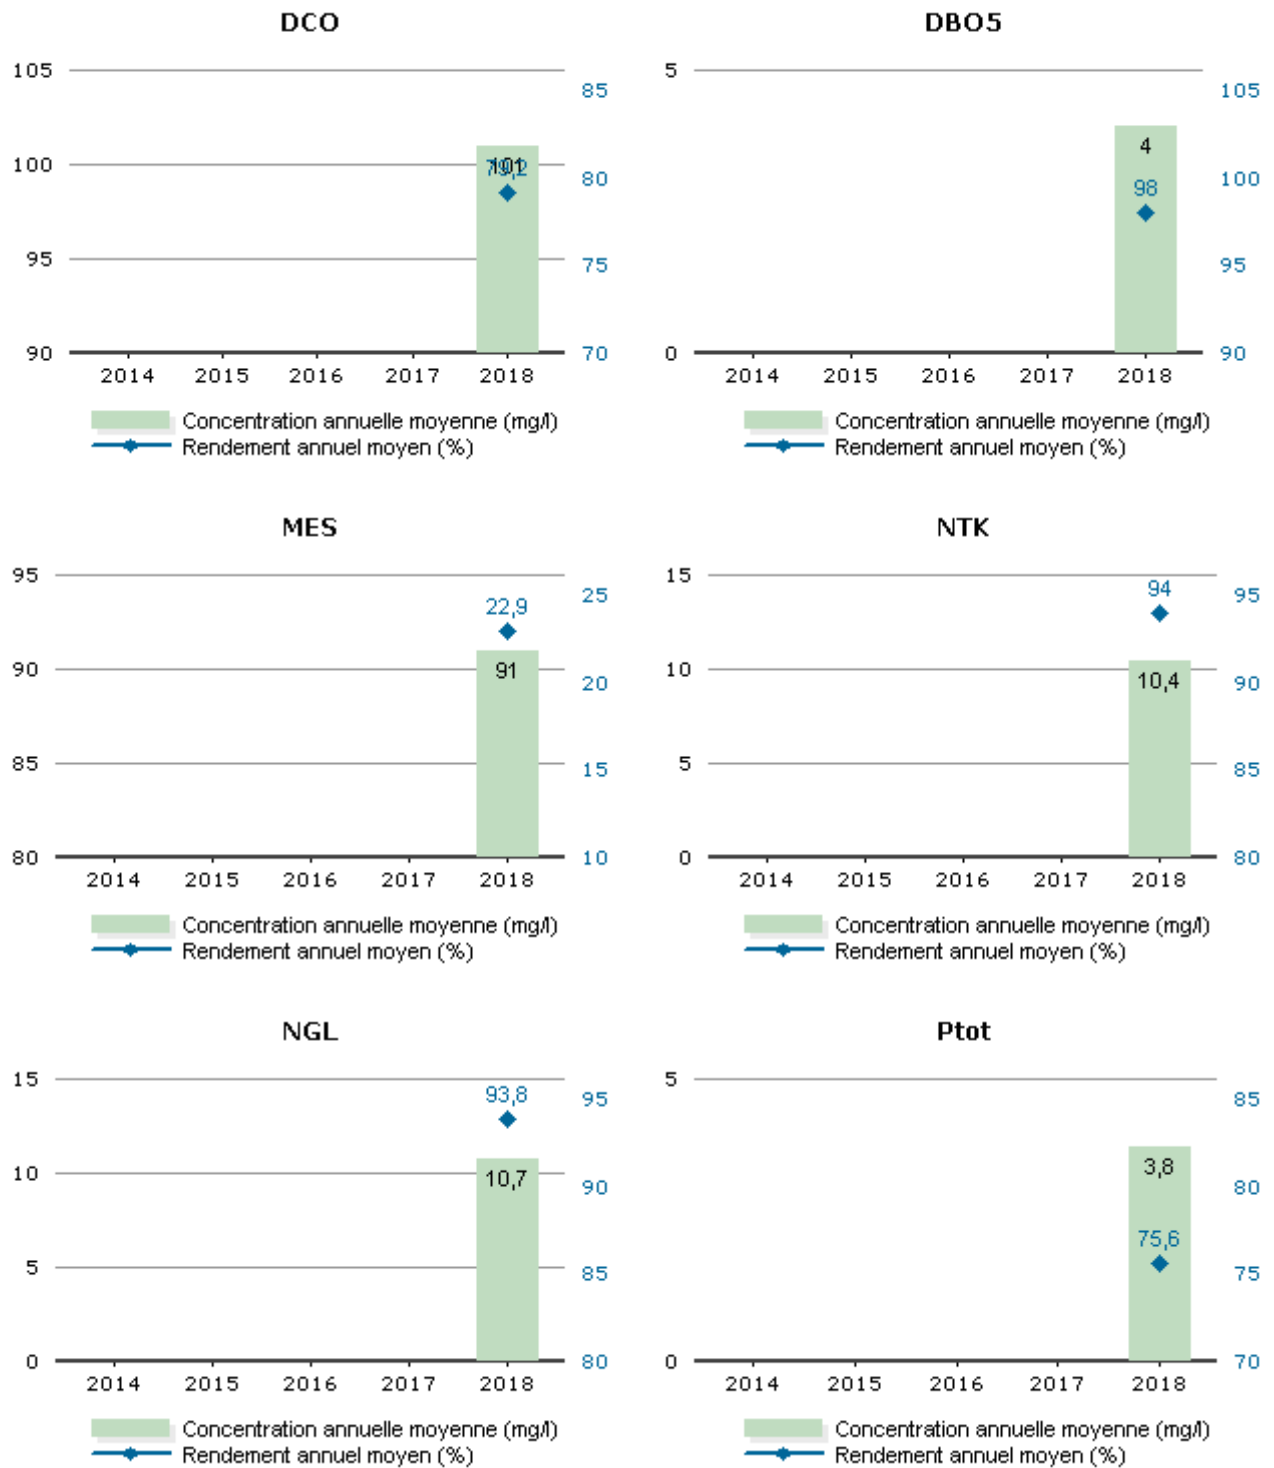 DCO
105
100
95
90
85
80
75
70
101
79,2
2014 2015 2016 2017 2018
Concentration annuelle moyenne (mg/l)
Rendement annuel moyen (%)
DBO5
5
0
105
100
95
90
4
98
2014 2015 2016 2017 2018
Concentration annuelle moyenne (mg/l)
Rendement annuel moyen (%)
MES
95
90
85
80
25
20
15
10
22,9
91
2014 2015 2016 2017 2018
Concentration annuelle moyenne (mg/l)
Rendement annuel moyen (%)
NTK
15
10
5
0
95
90
85
80
94
10,4
2014 2015 2016 2017 2018
Concentration annuelle moyenne (mg/l)
Rendement annuel moyen (%)
NGL
15
10
5
0
95
90
85
80
93,8
10,7
2014 2015 2016 2017 2018
Concentration annuelle moyenne (mg/l)
Rendement annuel moyen (%)
Ptot
5
0
85
80
75
70
3,8
75,6
2014 2015 2016 2017 2018
Concentration annuelle moyenne (mg/l)
Rendement annuel moyen (%)